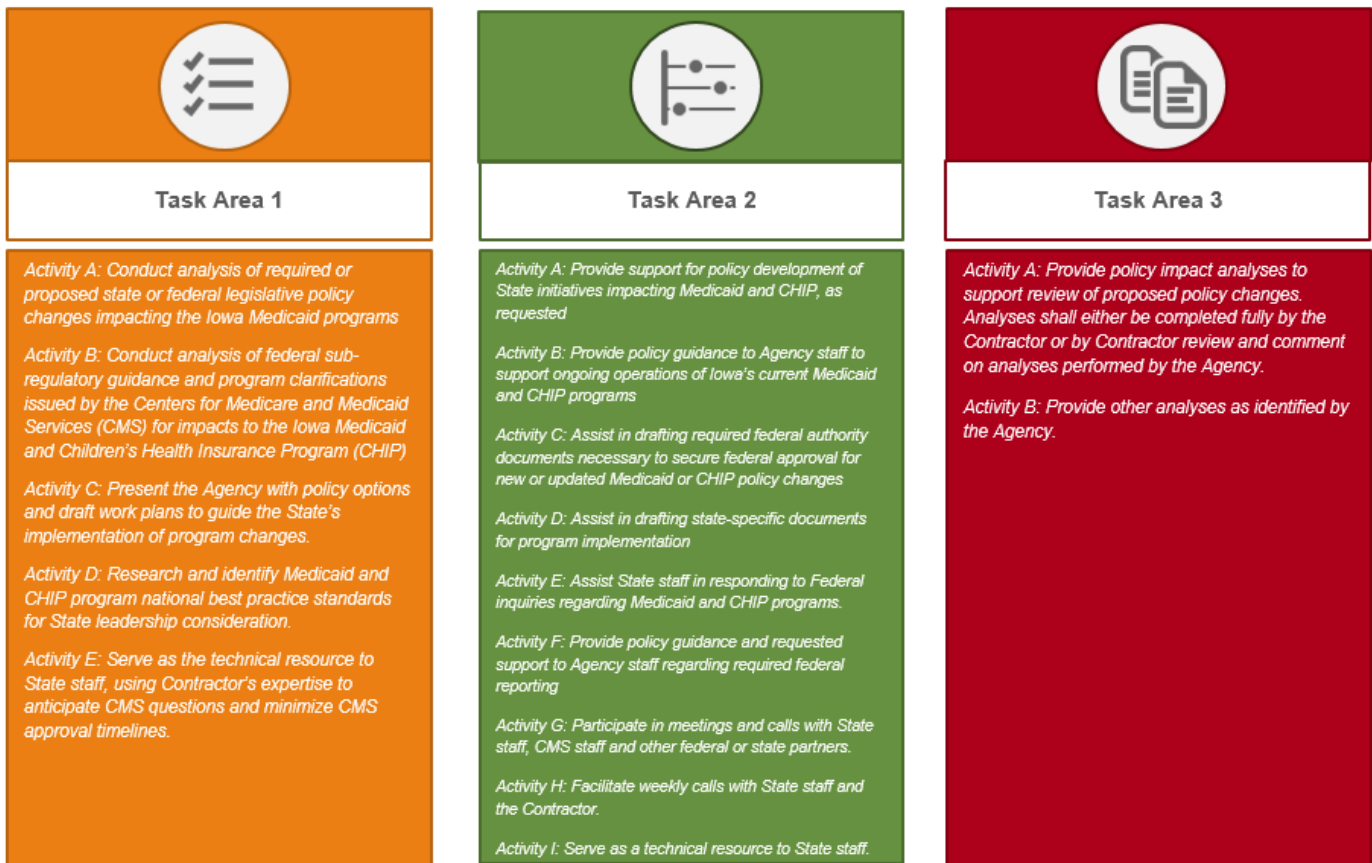 Task Area 1
Activity A: Conduct analysis of required or
proposed state or federal legislative policy
changes impacting the Iowa Medicaid programs
Activity B: Conduct analysis of federal sub-
regulatory guidance and program clarifications
issued by the Centers for Medicare and Medicaid
Services (CMS) for impacts to the Iowa Medicaid
and Children's Health Insurance Program (CHIP)
Activity C: Present the Agency with policy options
and draft work plans to guide the State's
implementation of program changes.
Activity D: Research and identify Medicaid and
CHIP program national best practice standards
for State leadership consideration.
Activity E: Serve as the technical resource to
State staff, using Contractor's expertise to
anticipate CMS questions and minimize CMS
approval timelines.
Task Area 2
Activity A: Provide support for policy development of
State initiatives impacting Medicaid and CHIP, as
requested
Activity B: Provide policy guidance to Agency staff to
support ongoing operations of Iowa's current Medicaid
and CHIP programs
Activity C: Assist in drafting required federal authority
documents necessary to secure federal approval for
new or updated Medicaid or CHIP policy changes
Activity D: Assist in drafting state-specific documents
for program implementation
Activity E: Assist State staff in responding to Federal
inquiries regarding Medicaid and CHIP programs.
Activity F: Provide policy guidance and requested
support to Agency staff regarding required federal
reporting
Activity G: Participate in meetings and calls with State
staff, CMS staff and other federal or state partners.
Activity H: Facilitate weekly calls with State staff and
the Contractor.
Activity I: Serve as a technical resource to State staff.
Task Area 3
Activity A: Provide policy impact analyses to
support review of proposed policy changes.
Analyses shall either be completed fully by the
Contractor or by Contractor review and comment
on analyses performed by the Agency.
Activity B: Provide other analyses as identified by
the Agency.